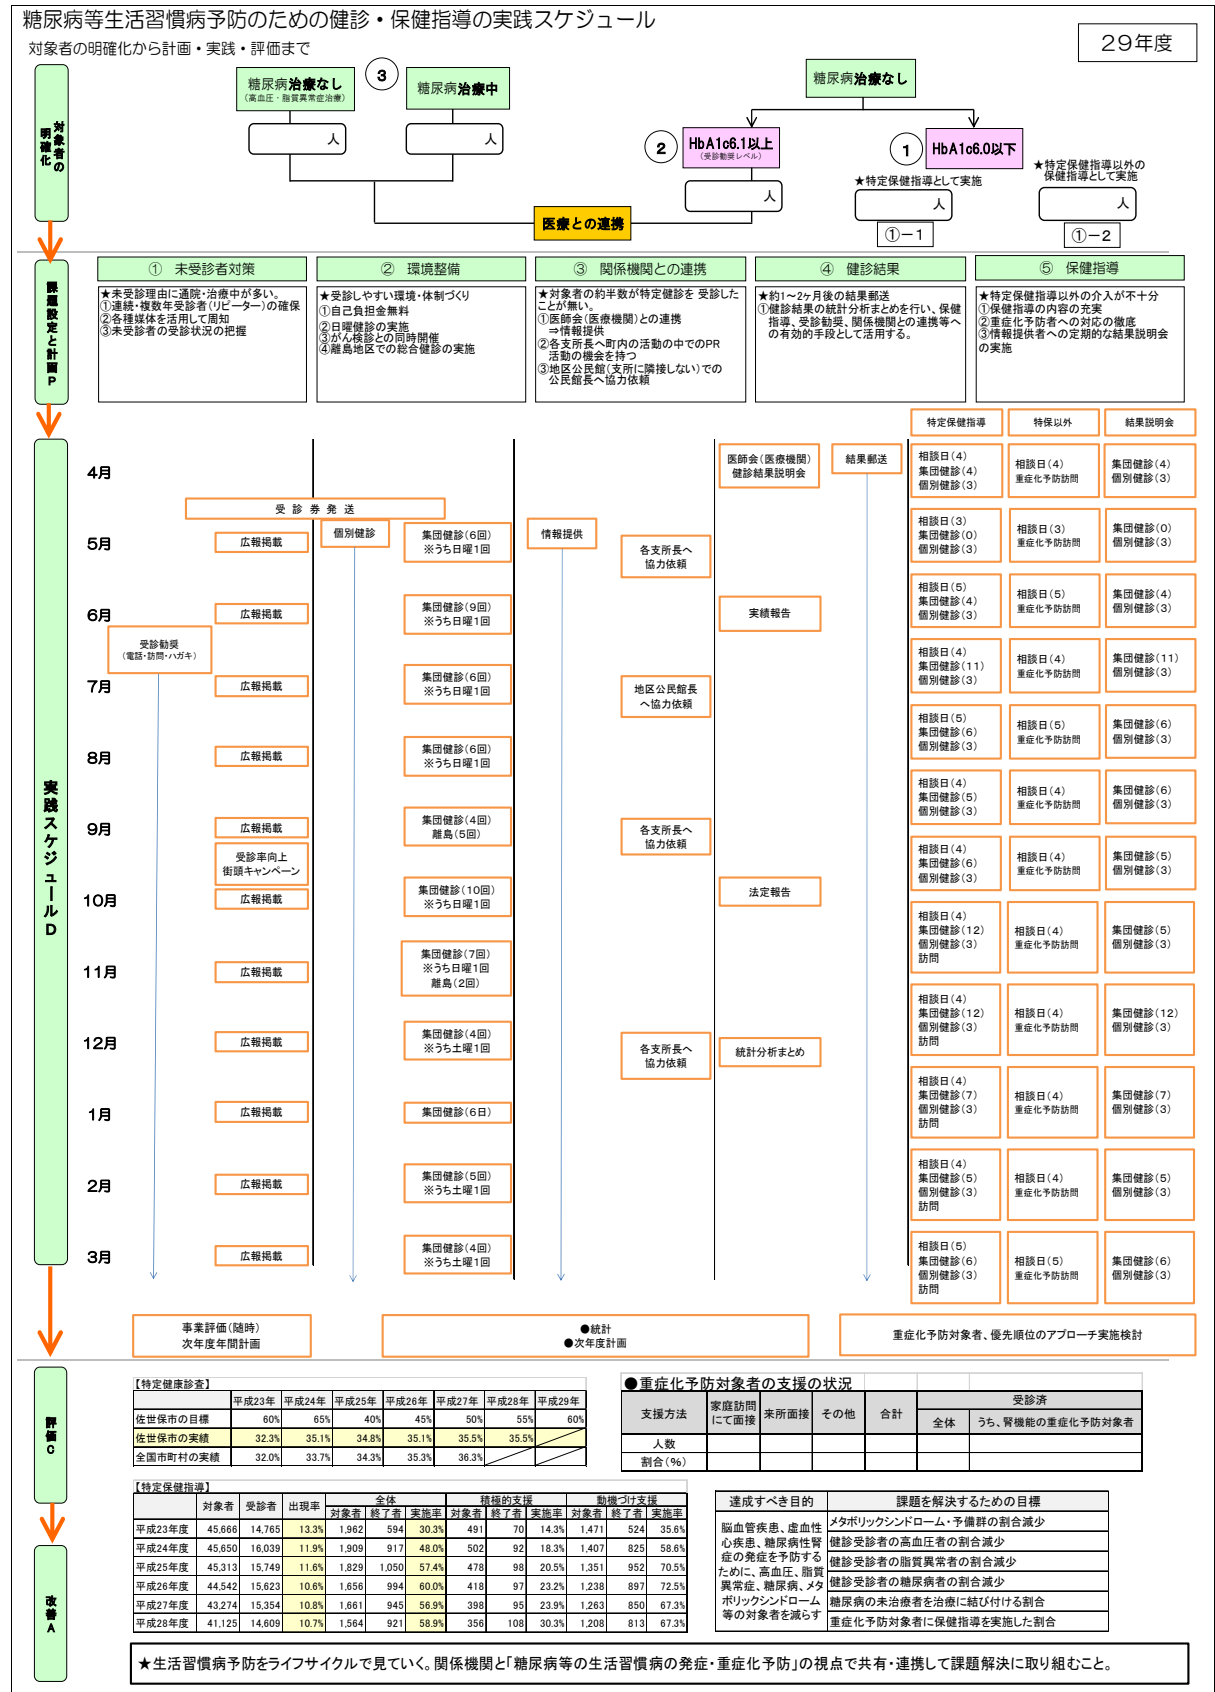 糖尿病等生活習慣病予防のための健診・保健指導の実践スケジュール
対象者の明確化から計画・実践・評価まで
29年度
対象者の明確化
糖尿病治療なし
(高血圧・脂質異常症治療)
③
糖尿病治療中
糖尿病治療なし
人
人
②
HbA1c6.1以上
(受診勧奨レベル)
①
HbA1c6.0以下
人
★特定保健指導として実施
人
①－1
★特定保健指導以外の
保健指導として実施
人
①－2
医療との連携
課題設定と計画P
① 未受診者対策
★未受診理由に通院・治療中が多い。
①連続・複数年受診者(リピーター)の確保
②各種媒体を活用して周知
③未受診者の受診状況の把握
② 環境整備
★受診しやすい環境・体制づくり
①自己負担金無料
②日曜健診の実施
③がん検診との同時開催
④離島地区での総合健診の実施
③ 関係機関との連携
★対象者の約半数が特定健診を 受診した
ことが無い。
①医師会(医療機関)との連携
⇒情報提供
②各支所長へ町内の活動の中でのPR
活動の機会を持つ
③地区公民館(支所に隣接しない)での
公民館長へ協力依頼
④ 健診結果
★約1～2ヶ月後の結果郵送
①健診結果の統計分析まとめを行い、保健
指導、受診勧奨、関係機関との連携等へ
の有効的手段として活用する。
⑤ 保健指導
★特定保健指導以外の介入が不十分
①保健指導の内容の充実
②重症化予防者への対応の徹底
③情報提供者への定期的な結果説明会
の実施
特定保健指導
特保以外
結果説明会
実践スケジュールD
4月
医師会(医療機関)
健診結果説明会
結果郵送
相談日(4)
集団健診(4)
個別健診(3)
相談日(4)
重症化予防訪問
集団健診(4)
個別健診(3)
受 診 券 発 送
5月
広報掲載
個別健診
集団健診(6回)
※うち日曜1回
情報提供
各支所長へ
協力依頼
相談日(3)
集団健診(0)
個別健診(3)
相談日(3)
重症化予防訪問
集団健診(0)
個別健診(3)
6月
広報掲載
集団健診(9回)
※うち日曜1回
実績報告
相談日(5)
集団健診(4)
個別健診(3)
相談日(5)
重症化予防訪問
集団健診(4)
個別健診(3)
受診勧奨
(電話・訪問・ハガキ)
7月
広報掲載
集団健診(6回)
※うち日曜1回
地区公民館長
へ協力依頼
相談日(4)
集団健診(11)
個別健診(3)
相談日(4)
重症化予防訪問
集団健診(11)
個別健診(3)
8月
広報掲載
集団健診(6回)
※うち日曜1回
相談日(5)
集団健診(6)
個別健診(3)
相談日(5)
重症化予防訪問
集団健診(6)
個別健診(3)
9月
広報掲載
集団健診(4回)
離島(5回)
各支所長へ
協力依頼
相談日(4)
集団健診(5)
個別健診(3)
相談日(4)
重症化予防訪問
集団健診(6)
個別健診(3)
受診率向上
街頭キャンペーン
10月
広報掲載
集団健診(10回)
※うち日曜1回
法定報告
相談日(4)
集団健診(6)
個別健診(3)
相談日(4)
重症化予防訪問
集団健診(5)
個別健診(3)
11月
広報掲載
集団健診(7回)
※うち日曜1回
離島(2回)
相談日(4)
集団健診(12)
個別健診(3)
訪問
相談日(4)
重症化予防訪問
集団健診(5)
個別健診(3)
12月
広報掲載
集団健診(4回)
※うち土曜1回
各支所長へ
協力依頼
統計分析まとめ
相談日(4)
集団健診(12)
個別健診(3)
訪問
相談日(4)
重症化予防訪問
集団健診(12)
個別健診(3)
1月
広報掲載
集団健診(6日)
相談日(4)
集団健診(7)
個別健診(3)
訪問
相談日(4)
重症化予防訪問
集団健診(7)
個別健診(3)
2月
広報掲載
集団健診(5回)
※うち土曜1回
相談日(4)
集団健診(5)
個別健診(3)
訪問
相談日(4)
重症化予防訪問
集団健診(5)
個別健診(3)
3月
広報掲載
集団健診(4回)
※うち土曜1回
相談日(5)
集団健診(6)
個別健診(3)
訪問
相談日(5)
重症化予防訪問
集団健診(6)
個別健診(3)
事業評価(随時)
次年度年間計画
●統計
●次年度計画
重症化予防対象者、優先順位のアプローチ実施検討
評価C
【特定健康診査】
平成23年 平成24年 平成25年 平成26年 平成27年 平成28年 平成29年
佐世保市の目標 60% 65% 40% 45% 50% 55% 60%
佐世保市の実績 32.3% 35.1% 34.8% 35.1% 35.5% 35.5%
全国市町村の実績 32.0% 33.7% 34.3% 35.3% 36.3%
●重症化予防対象者の支援の状況
支援方法 家庭訪問にて面接 来所面接 その他 合計 受診済
全体 うち、腎機能の重症化予防対象者
人数
割合(%)
改善A
【特定保健指導】
対象者 受診者 出現率 全体 積極的支援 動機づけ支援
対象者 終了者 実施率 対象者 終了者 実施率 対象者 終了者 実施率
平成23年度 45,666 14,765 13.3% 1,962 594 30.3% 491 70 14.3% 1,471 524 35.6%
平成24年度 45,650 16,039 11.9% 1,909 917 48.0% 502 92 18.3% 1,407 825 58.6%
平成25年度 45,313 15,749 11.6% 1,829 1,050 57.4% 478 98 20.5% 1,351 952 70.5%
平成26年度 44,542 15,623 10.6% 1,656 994 60.0% 418 97 23.2% 1,238 897 72.5%
平成27年度 43,274 15,354 10.8% 1,661 945 56.9% 398 95 23.9% 1,263 850 67.3%
平成28年度 41,125 14,609 10.7% 1,564 921 58.9% 356 108 30.3% 1,208 813 67.3%
達成すべき目的
脳血管疾患、虚血性
心疾患、糖尿病性腎
症の発症を予防する
ために、高血圧、脂質
異常症、糖尿病、メタ
ボリックシンドローム
等の対象者を減らす
課題を解決するための目標
メタボリックシンドローム・予備群の割合減少
健診受診者の高血圧者の割合減少
健診受診者の脂質異常者の割合減少
健診受診者の糖尿病者の割合減少
糖尿病の未治療者を治療に結び付ける割合
重症化予防対象者に保健指導を実施した割合
★生活習慣病予防をライフサイクルで見ていく。関係機関と「糖尿病等の生活習慣病の発症・重症化予防」の視点で共有・連携して課題解決に取り組むこと。